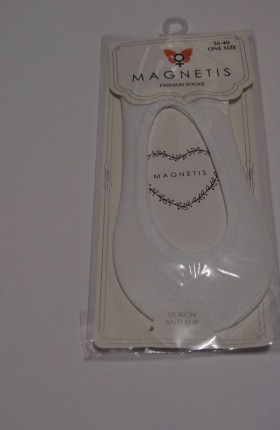 36-40
ONE SIZE
MAGNETIS
FASHION SOCKS
MAGNETIS
SILIKON
ANTI SLIP